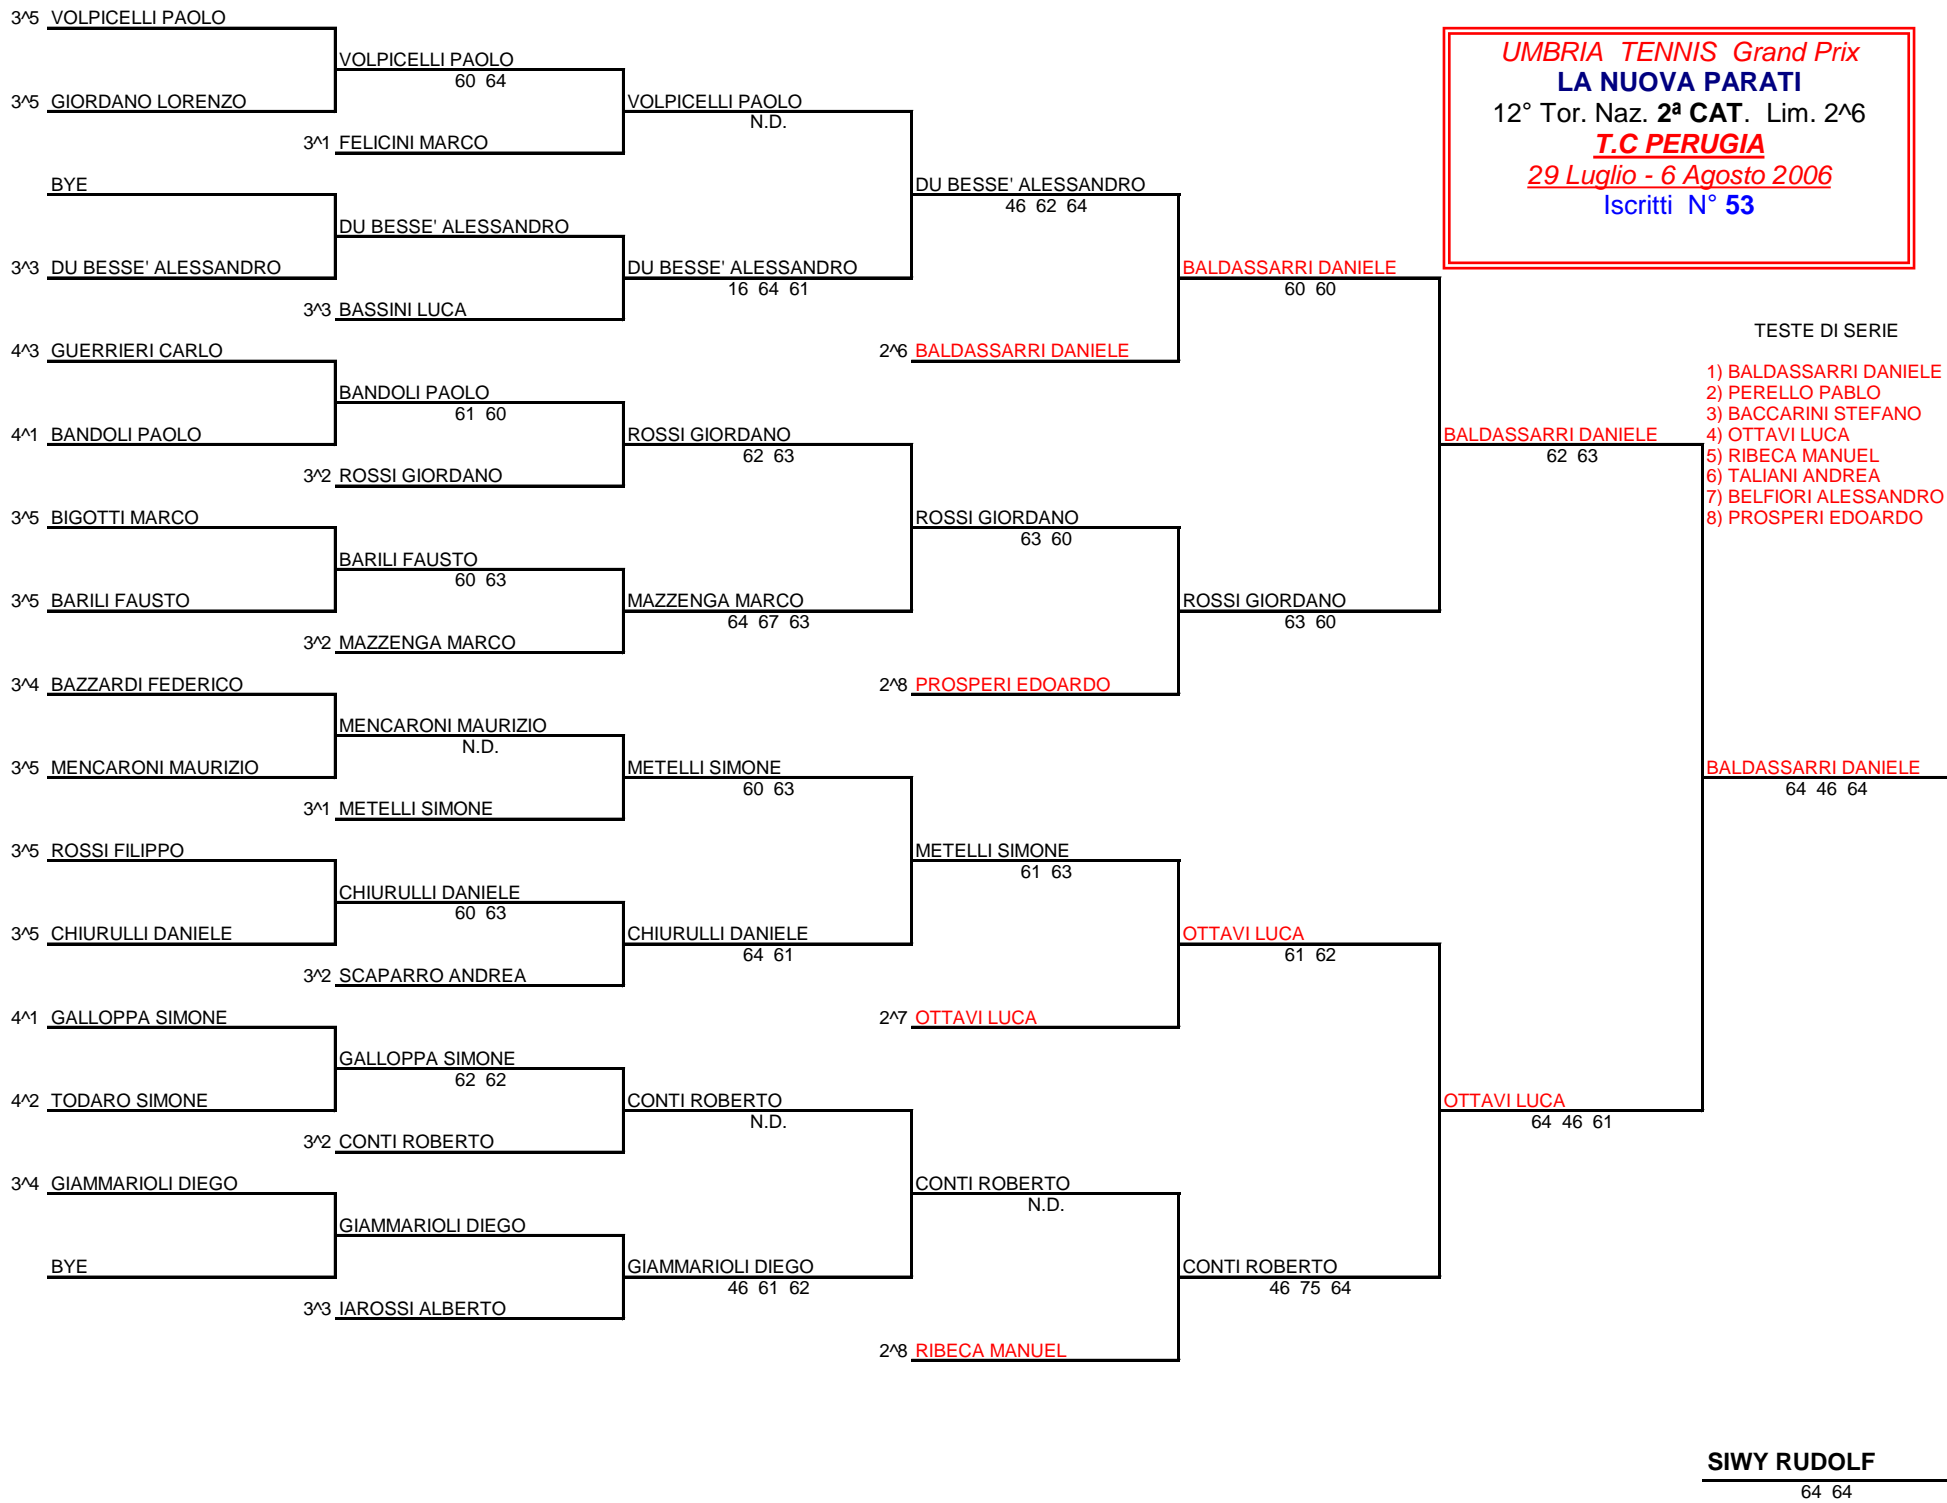 3^5 VOLPICELLI PAOLO
VOLPICELLI PAOLO
60 64
3^5 GIORDANO LORENZO
VOLPICELLI PAOLO
N.D.
3^1 FELICINI MARCO
BYE
DU BESSE' ALESSANDRO
46 62 64
DU BESSE' ALESSANDRO
3^3 DU BESSE' ALESSANDRO
DU BESSE' ALESSANDRO
16 64 61
BALDASSARRI DANIELE
60 60
3^3 BASSINI LUCA
4^3 GUERRIERI CARLO
2^6 BALDASSARRI DANIELE
BANDOLI PAOLO
61 60
4^1 BANDOLI PAOLO
ROSSI GIORDANO
62 63
BALDASSARRI DANIELE
62 63
3^2 ROSSI GIORDANO
3^5 BIGOTTI MARCO
ROSSI GIORDANO
63 60
BARILI FAUSTO
60 63
3^5 BARILI FAUSTO
MAZZENGA MARCO
64 67 63
ROSSI GIORDANO
63 60
3^2 MAZZENGA MARCO
3^4 BAZZARDI FEDERICO
2^8 PROSPERI EDOARDO
MENCARONI MAURIZIO
N.D.
3^5 MENCARONI MAURIZIO
METELLI SIMONE
60 63
BALDASSARRI DANIELE
64 46 64
3^1 METELLI SIMONE
3^5 ROSSI FILIPPO
METELLI SIMONE
61 63
CHIURULLI DANIELE
60 63
3^5 CHIURULLI DANIELE
CHIURULLI DANIELE
64 61
OTTAVI LUCA
61 62
3^2 SCAPARRO ANDREA
4^1 GALLOPPA SIMONE
2^7 OTTAVI LUCA
GALLOPPA SIMONE
62 62
4^2 TODARO SIMONE
CONTI ROBERTO
N.D.
OTTAVI LUCA
64 46 61
3^2 CONTI ROBERTO
3^4 GIAMMARIOLI DIEGO
CONTI ROBERTO
N.D.
GIAMMARIOLI DIEGO
BYE
GIAMMARIOLI DIEGO
46 61 62
CONTI ROBERTO
46 75 64
3^3 IAROSSI ALBERTO
2^8 RIBECA MANUEL
UMBRIA TENNIS Grand Prix
LA NUOVA PARATI
12° Tor. Naz. 2ª CAT. Lim. 2^6
T.C PERUGIA
29 Luglio - 6 Agosto 2006
Iscritti N° 53
TESTE DI SERIE
1) BALDASSARRI DANIELE
2) PERELLO PABLO
3) BACCARINI STEFANO
4) OTTAVI LUCA
5) RIBECA MANUEL
6) TALIANI ANDREA
7) BELFIORI ALESSANDRO
8) PROSPERI EDOARDO
SIWY RUDOLF
64 64